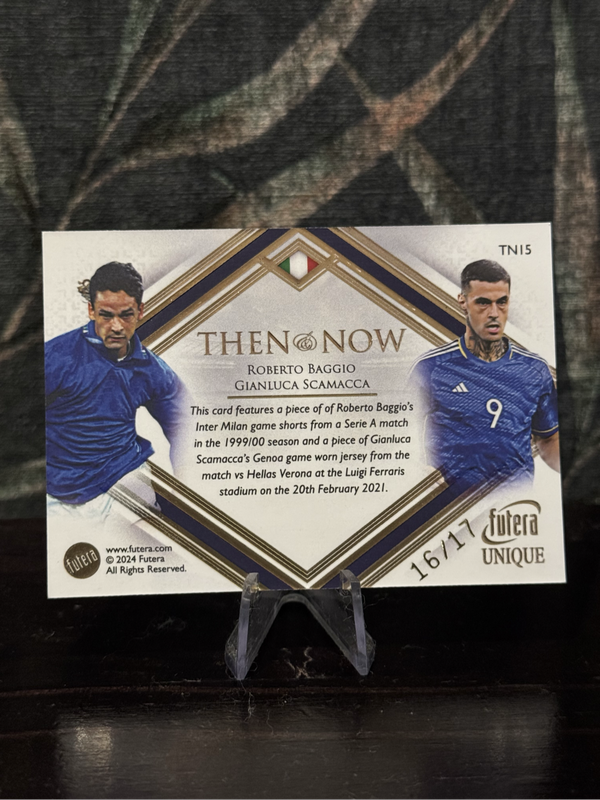 TN15
THEN & NOW
ROBERTO BAGGIO
GIANLUCA SCAMACCA
This card features a piece of of Roberto Baggio's
Inter Milan game shorts from a Serie A match
in the 1999/00 season and a piece of Gianluca
Scamacca's Genoa game worn jersey from the
match vs Hellas Verona at the Luigi Ferraris
stadium on the 20th February 2021.
9
futera
www.futera.com
© 2024 Futera
All Rights Reserved.
16/17
futera
UNIQUE